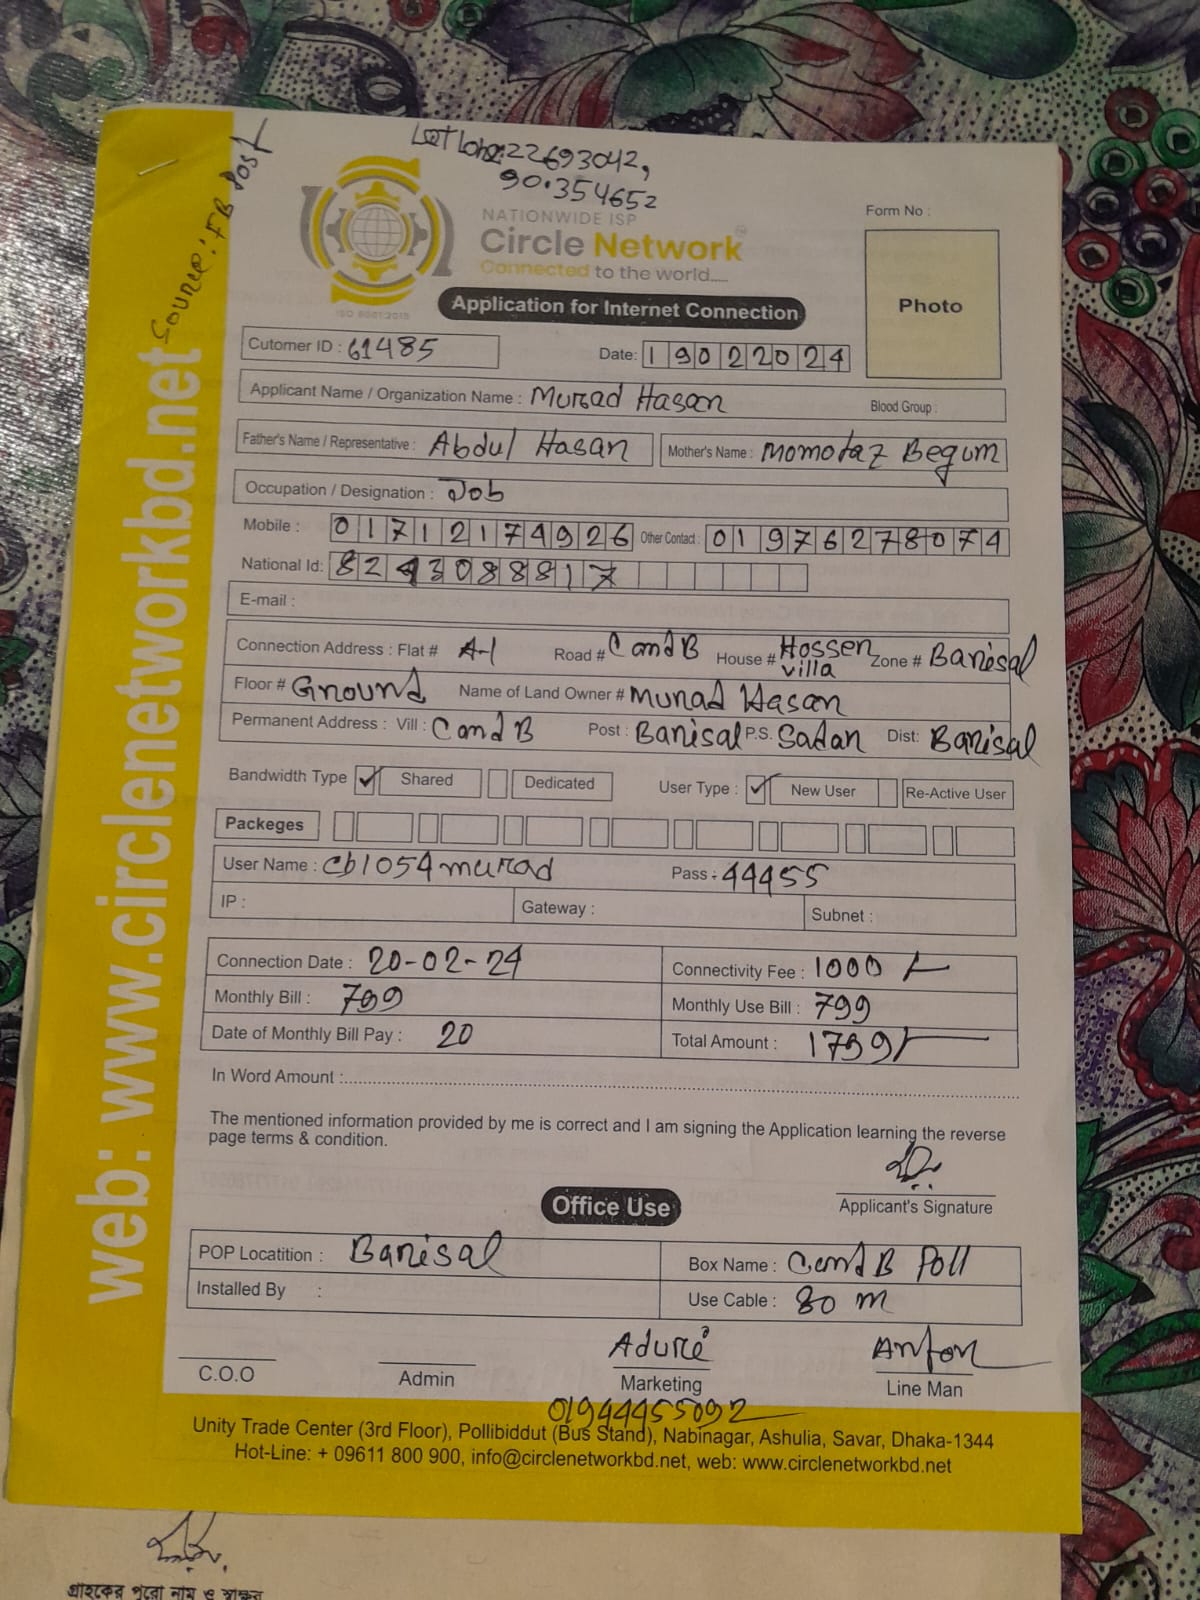 Source: FB Post
Lat Long: 22693042,
90.354652
NATIONWIDE ISP
Circle Network
Connected to the world.....
ISO 9001:2015
Form No :
Photo
Application for Internet Connection
Cutomer ID : 61485 Date: 19022024
Applicant Name / Organization Name : Murad Hasan Blood Group :
Father's Name / Representative : Abdul Hasan Mother's Name : Momotaz Begum
Occupation / Designation : Job
Mobile : 01712174926 Other Contact : 01976278074
National Id: 8243088817
E-mail :
Connection Address : Flat # A-1 Road # C and B House # Hossen villa Zone # Barisal
Floor # Ground Name of Land Owner # Murad Hasan
Permanent Address : Vill : C and B Post : Barisal P.S. Sadar Dist: Barisal
Bandwidth Type ✓ Shared Dedicated User Type : ✓ New User Re-Active User
Packeges
User Name : cb1054murad Pass : 44455
IP : Gateway : Subnet :
Connection Date : 20-02-24 Connectivity Fee : 1000/-
Monthly Bill : 799 Monthly Use Bill : 799
Date of Monthly Bill Pay : 20 Total Amount : 1799/-
In Word Amount :
The mentioned information provided by me is correct and I am signing the Application learning the reverse
page terms & condition.
Applicant's Signature
Office Use
POP Locatition : Barisal Box Name : C and B Poll
Installed By : Use Cable : 80 m
C.O.O Admin Marketing Line Man
01944455092
Unity Trade Center (3rd Floor), Pollibiddut (Bus Stand), Nabinagar, Ashulia, Savar, Dhaka-1344
Hot-Line: + 09611 800 900, info@circlenetworkbd.net, web: www.circlenetworkbd.net
web: www.circlenetworkbd.net
গ্রাহকের পুরো নাম ও স্বাক্ষর